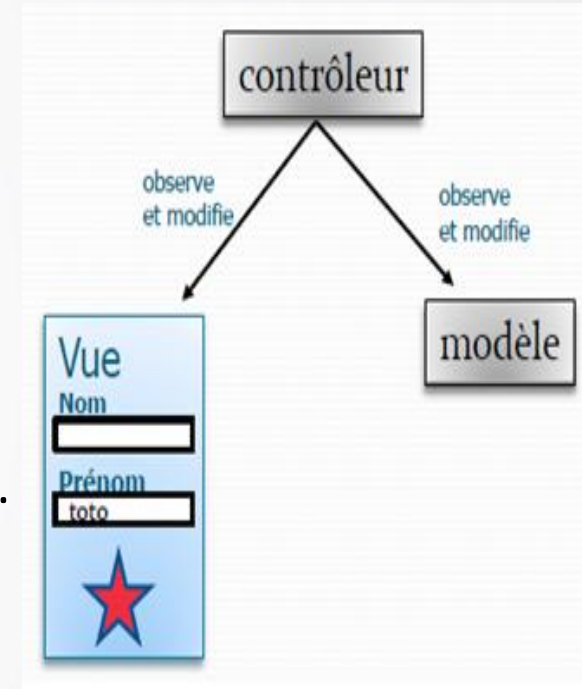 contrôleur
observe
et modifie
observe
et modifie
modèle
Vue
Nom
Prénom
toto